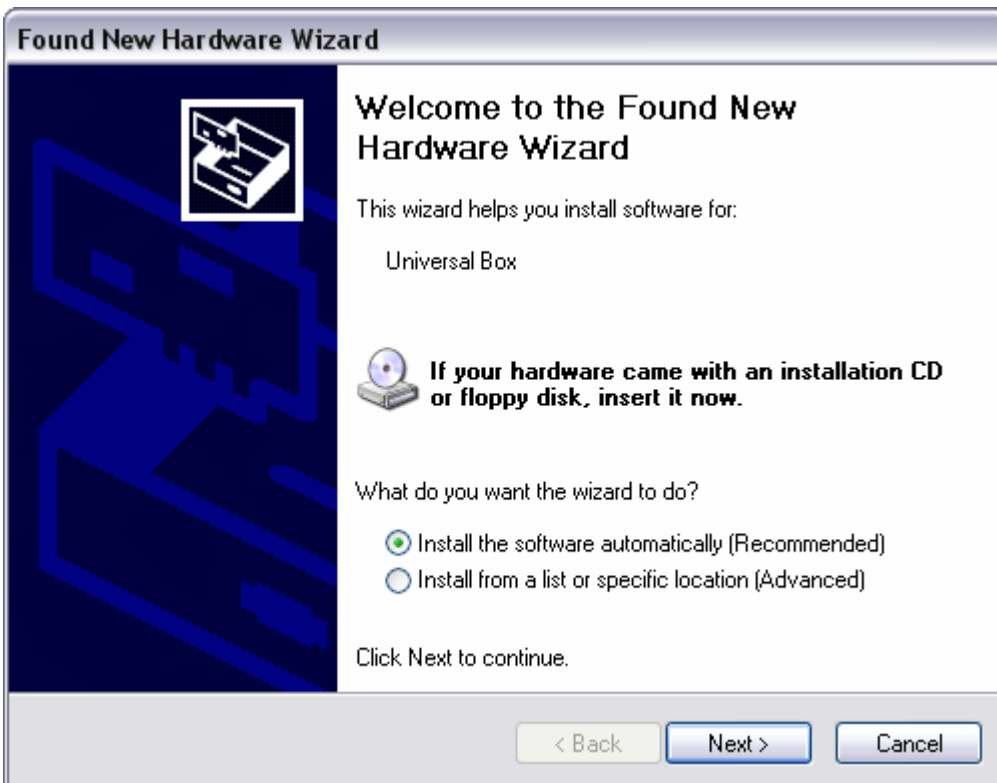 Found New Hardware Wizard
Welcome to the Found New
Hardware Wizard
This wizard helps you install software for:
Universal Box
If your hardware came with an installation CD
or floppy disk, insert it now.
What do you want the wizard to do?
Install the software automatically (Recommended)
Install from a list or specific location (Advanced)
Click Next to continue.
< Back Next > Cancel